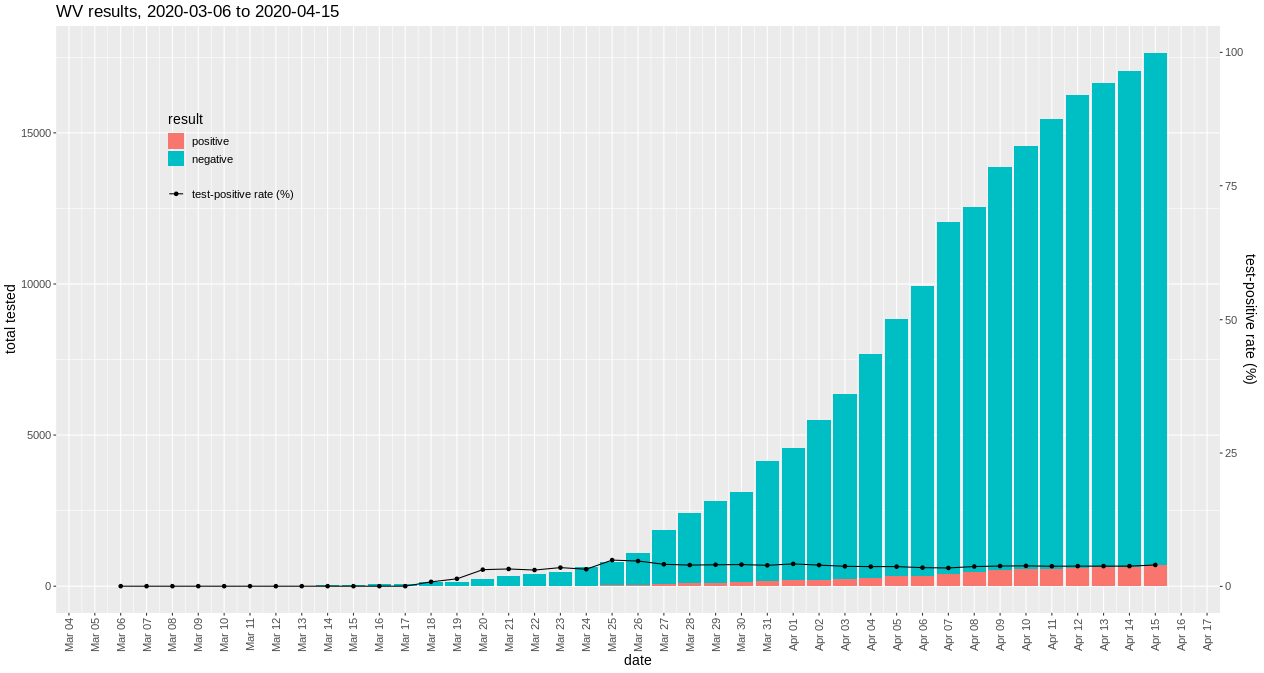 WV results, 2020-03-06 to 2020-04-15
result
positive
negative
test-positive rate (%)
total tested
15000
10000
5000
0
100
75
50
25
0
test-positive rate (%)
Mar 04
Mar 05
Mar 06
Mar 07
Mar 08
Mar 09
Mar 10
Mar 11
Mar 12
Mar 13
Mar 14
Mar 15
Mar 16
Mar 17
Mar 18
Mar 19
Mar 20
Mar 21
Mar 22
Mar 23
Mar 24
Mar 25
Mar 26
Mar 27
Mar 28
Mar 29
Mar 30
Mar 31
Apr 01
Apr 02
Apr 03
Apr 04
Apr 05
Apr 06
Apr 07
Apr 08
Apr 09
Apr 10
Apr 11
Apr 12
Apr 13
Apr 14
Apr 15
Apr 16
Apr 17
date